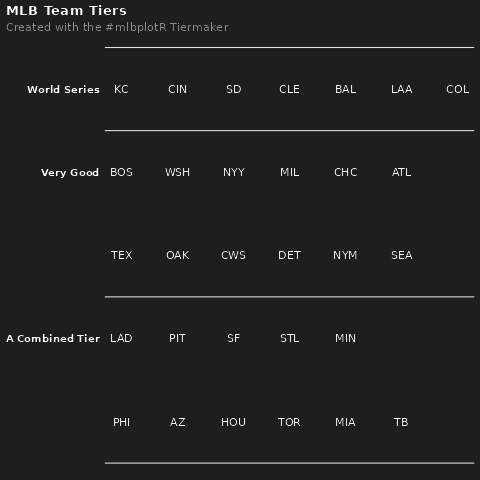 MLB Team Tiers
Created with the #mlbplotR Tiermaker
World Series KC CIN SD CLE BAL LAA COL
Very Good BOS WSH NYY MIL CHC ATL
TEX OAK CWS DET NYM SEA
A Combined Tier LAD PIT SF STL MIN
PHI AZ HOU TOR MIA TB